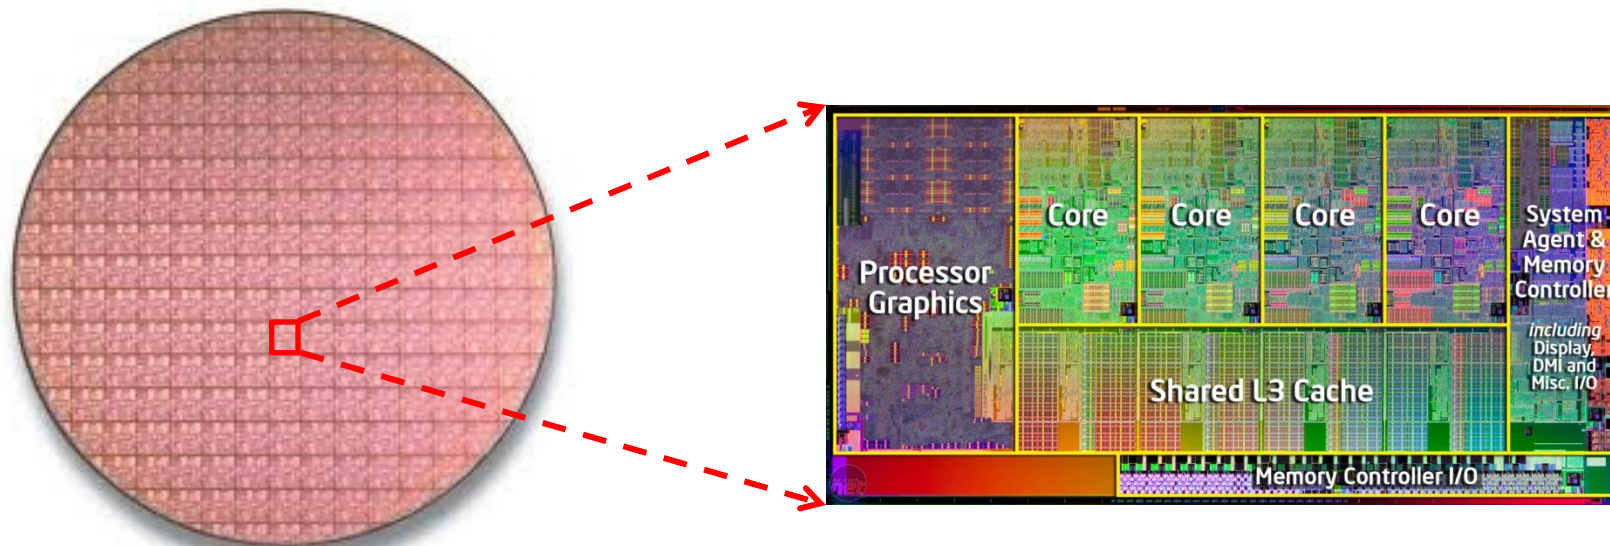 Processor
Graphics
Core
Core
Core
Core
System
Agent &
Memory
Controller
including
Display,
DMI and
Misc. I/O
Shared L3 Cache
Memory Controller I/O